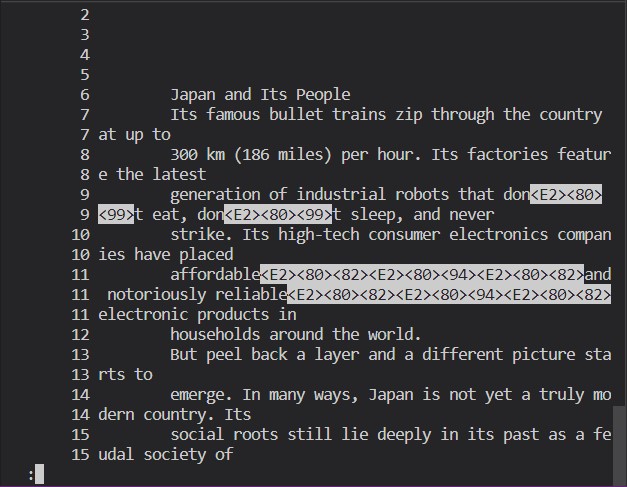 2
3
4
5
6 Japan and Its People
7 Its famous bullet trains zip through the country
7 at up to
8 300 km (186 miles) per hour. Its factories featur
8 e the latest
9 generation of industrial robots that don<E2><80>
9 <99>t eat, don<E2><80><99>t sleep, and never
10 strike. Its high-tech consumer electronics compan
10 ies have placed
11 affordable<E2><80><82><E2><80><94><E2><80><82>and
11 notoriously reliable<E2><80><82><E2><80><94><E2><80><82>
11 electronic products in
12 households around the world.
13 But peel back a layer and a different picture sta
13 rts to
14 emerge. In many ways, Japan is not yet a truly mo
14 dern country. Its
15 social roots still lie deeply in its past as a fe
15 udal society of
: